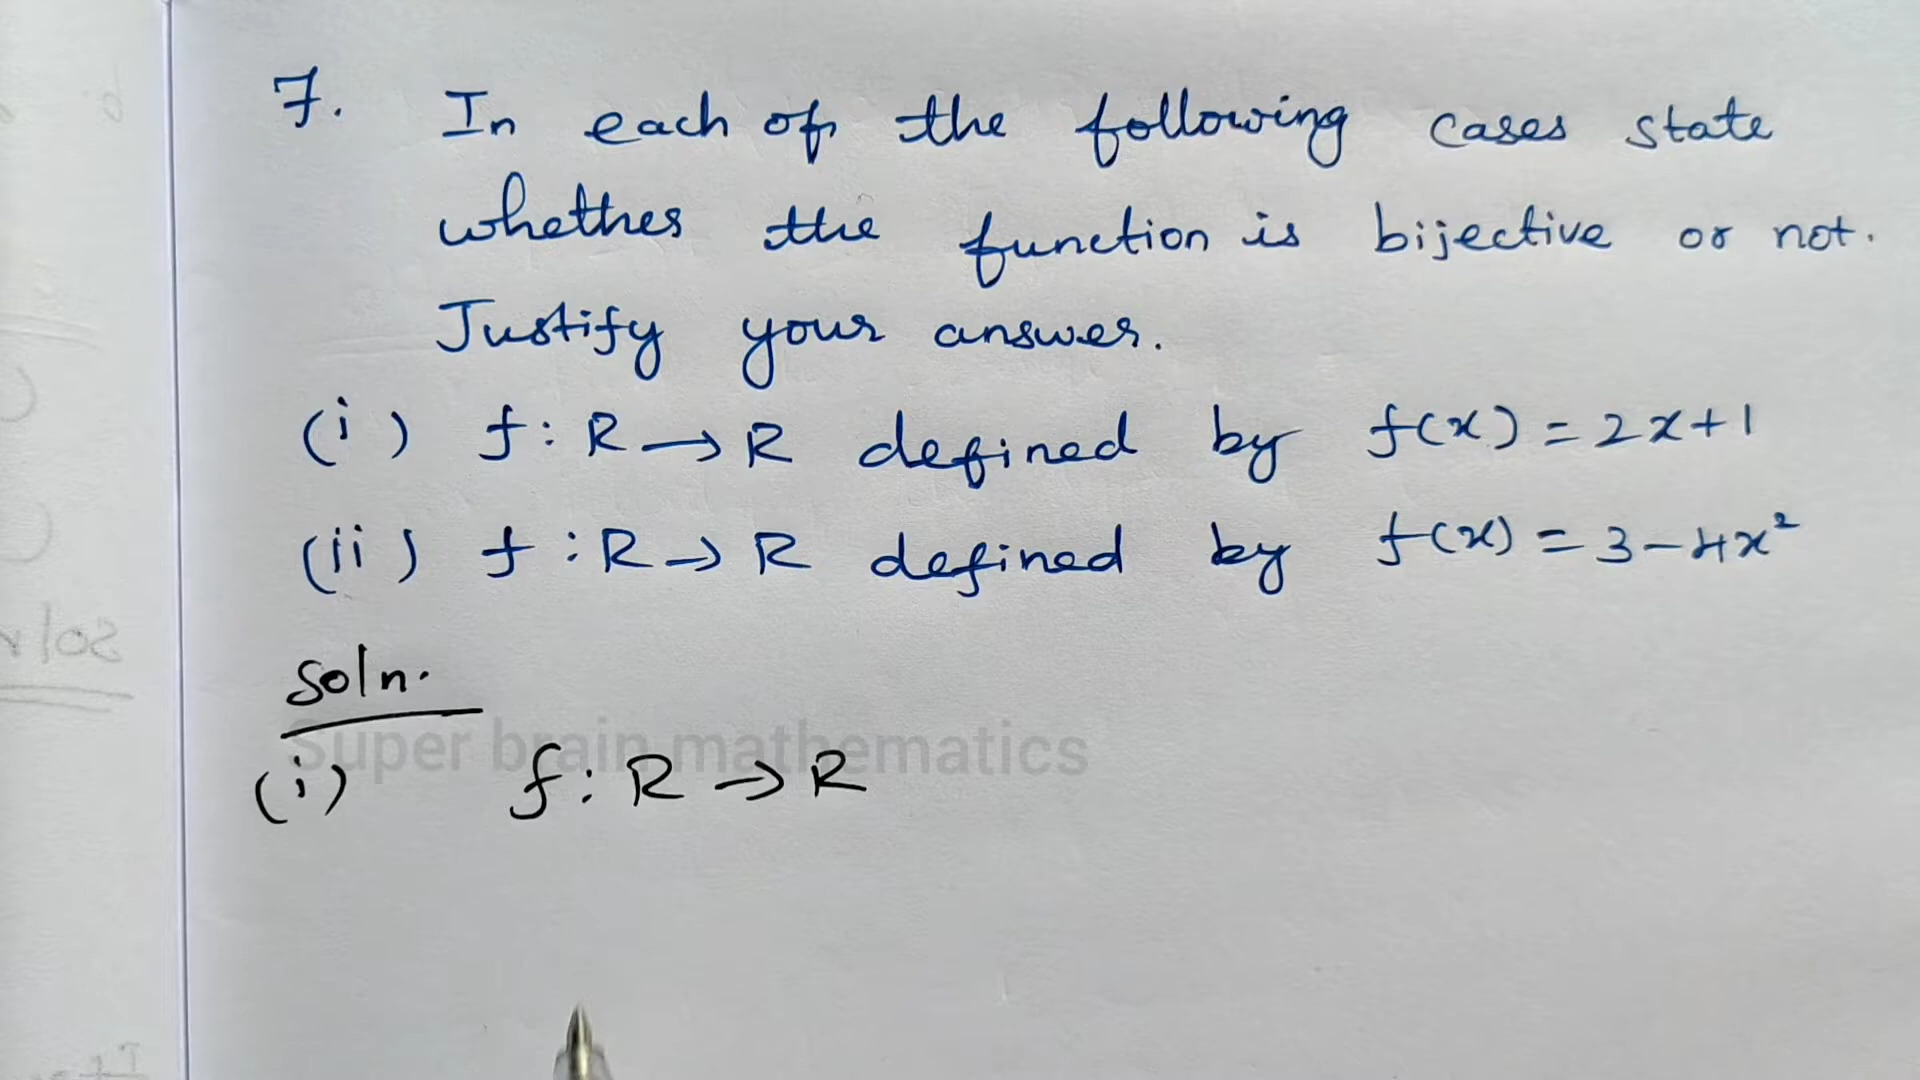 7. In each of the following cases state
whether the function is bijective or not.
Justify your answer.
(i) f: R → R defined by f(x) = 2x+1
(ii) f: R → R defined by f(x) = 3-4x²
Soln.
Super brain mathematics
(i) f: R → R